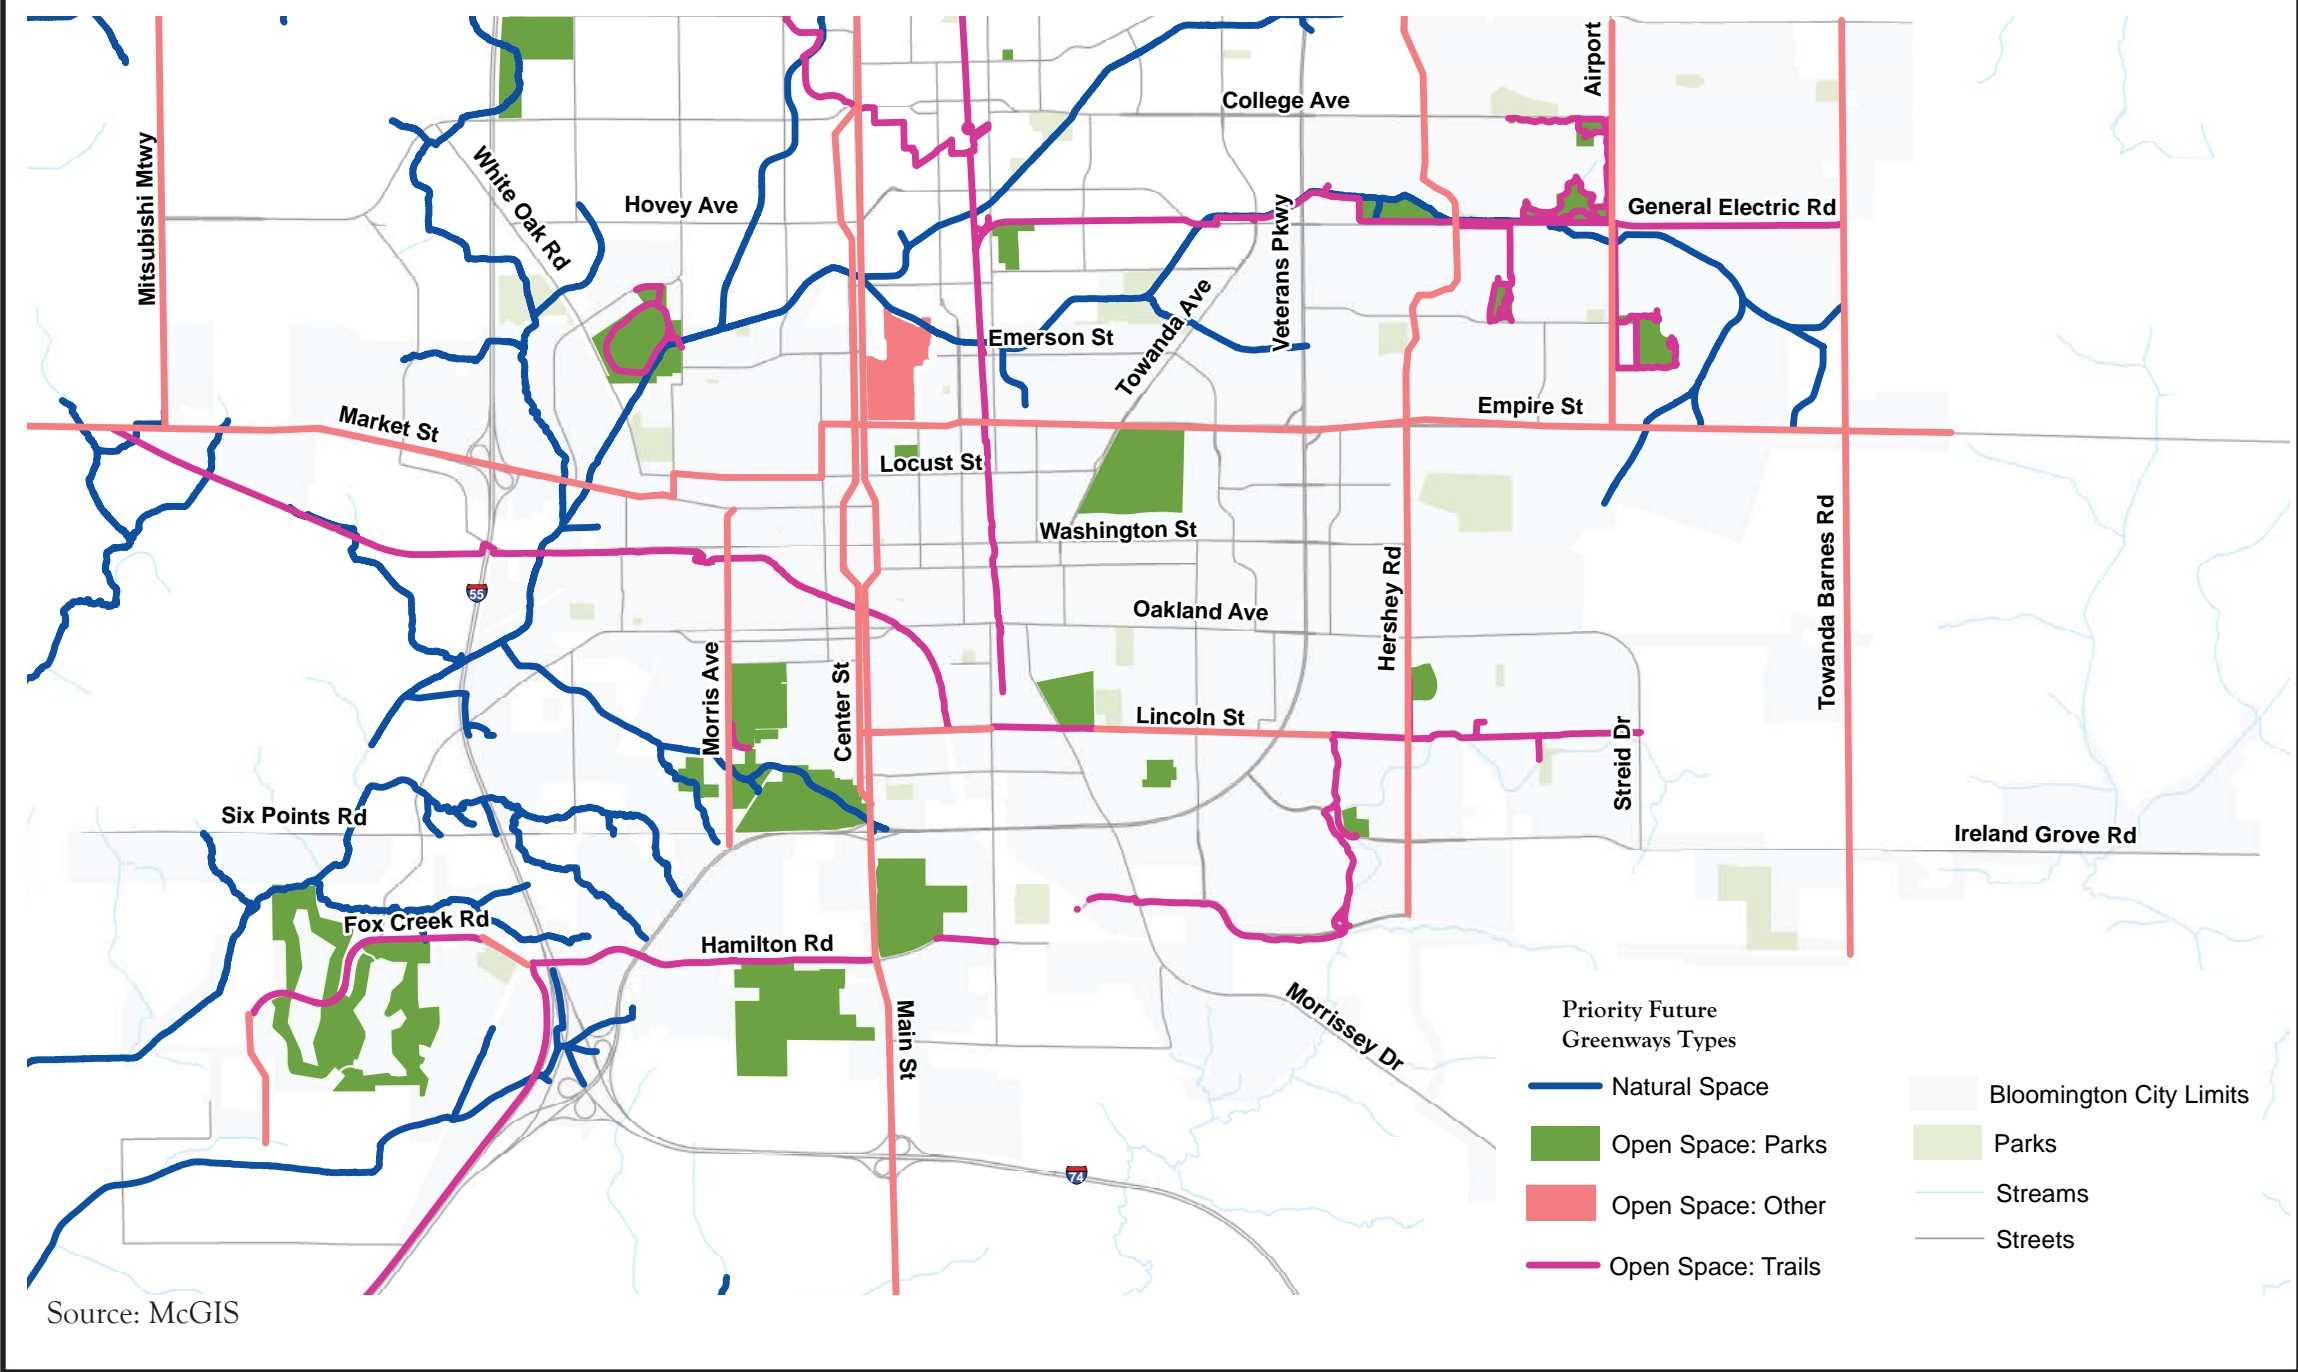 Airport
College Ave
Mitsubishi Mtwy
White Oak Rd
Hovey Ave
Veterans Pkwy
General Electric Rd
Emerson St
Towanda Ave
Market St
Empire St
Locust St
Washington St
Hershey Rd
Towanda Barnes Rd
55
Oakland Ave
Morris Ave
Center St
Lincoln St
Streid Dr
Six Points Rd
Ireland Grove Rd
Fox Creek Rd
Hamilton Rd
Main St
Morrissey Dr
74
Priority Future
Greenways Types
Natural Space
Open Space: Parks
Open Space: Other
Open Space: Trails
Bloomington City Limits
Parks
Streams
Streets
Source: McGIS